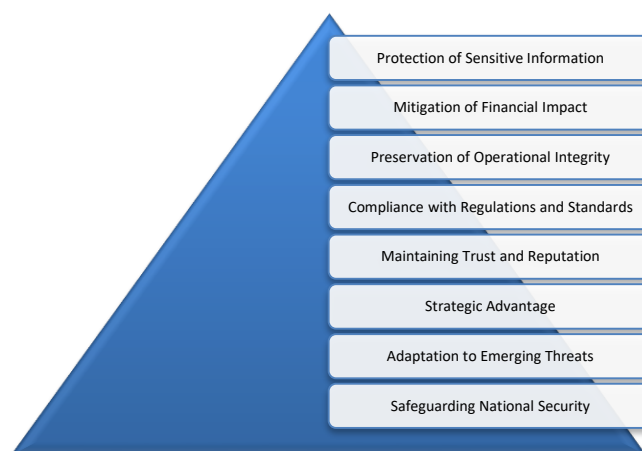 Protection of Sensitive Information
Mitigation of Financial Impact
Preservation of Operational Integrity
Compliance with Regulations and Standards
Maintaining Trust and Reputation
Strategic Advantage
Adaptation to Emerging Threats
Safeguarding National Security